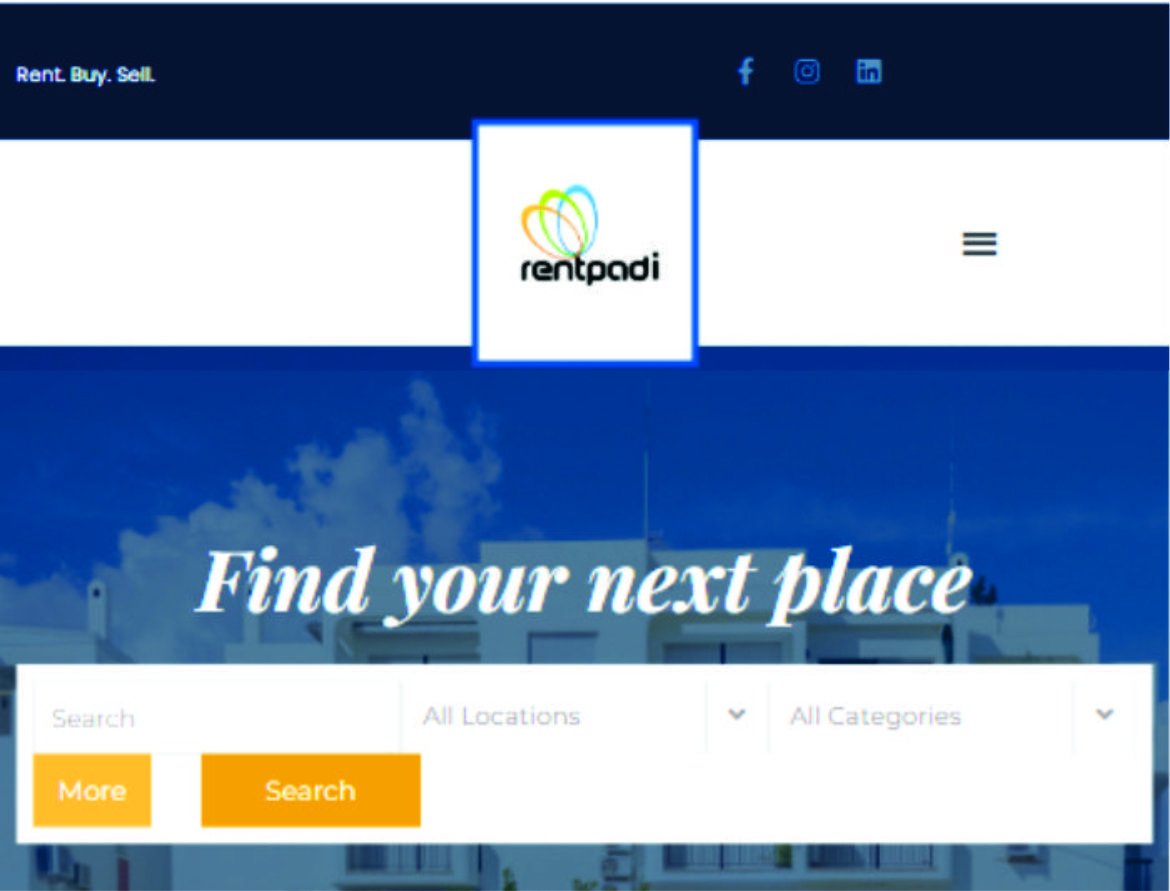 Rent. Buy. Sell.
rentpadi
Find your next place
Search
All Locations
All Categories
More
Search